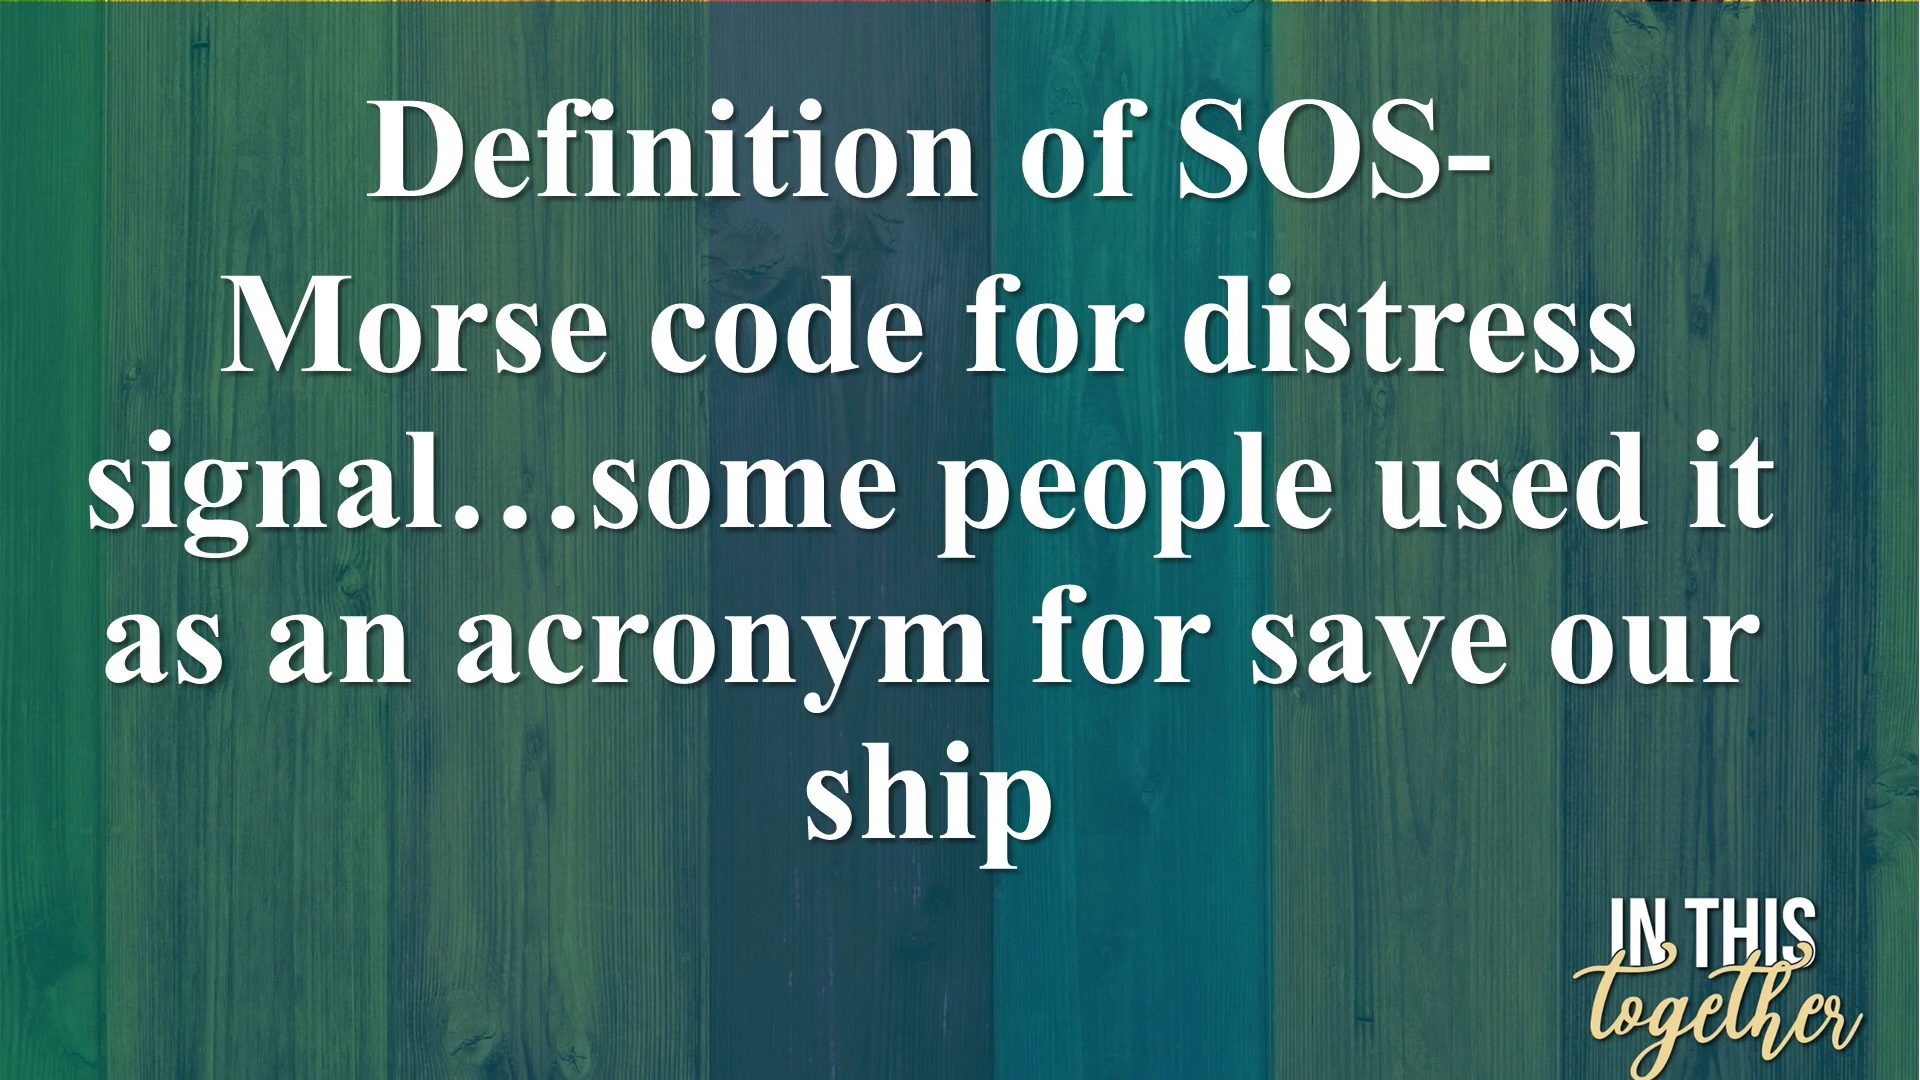 Definition of SOS-
Morse code for distress
signal…some people used it
as an acronym for save our
ship
IN THIS
together